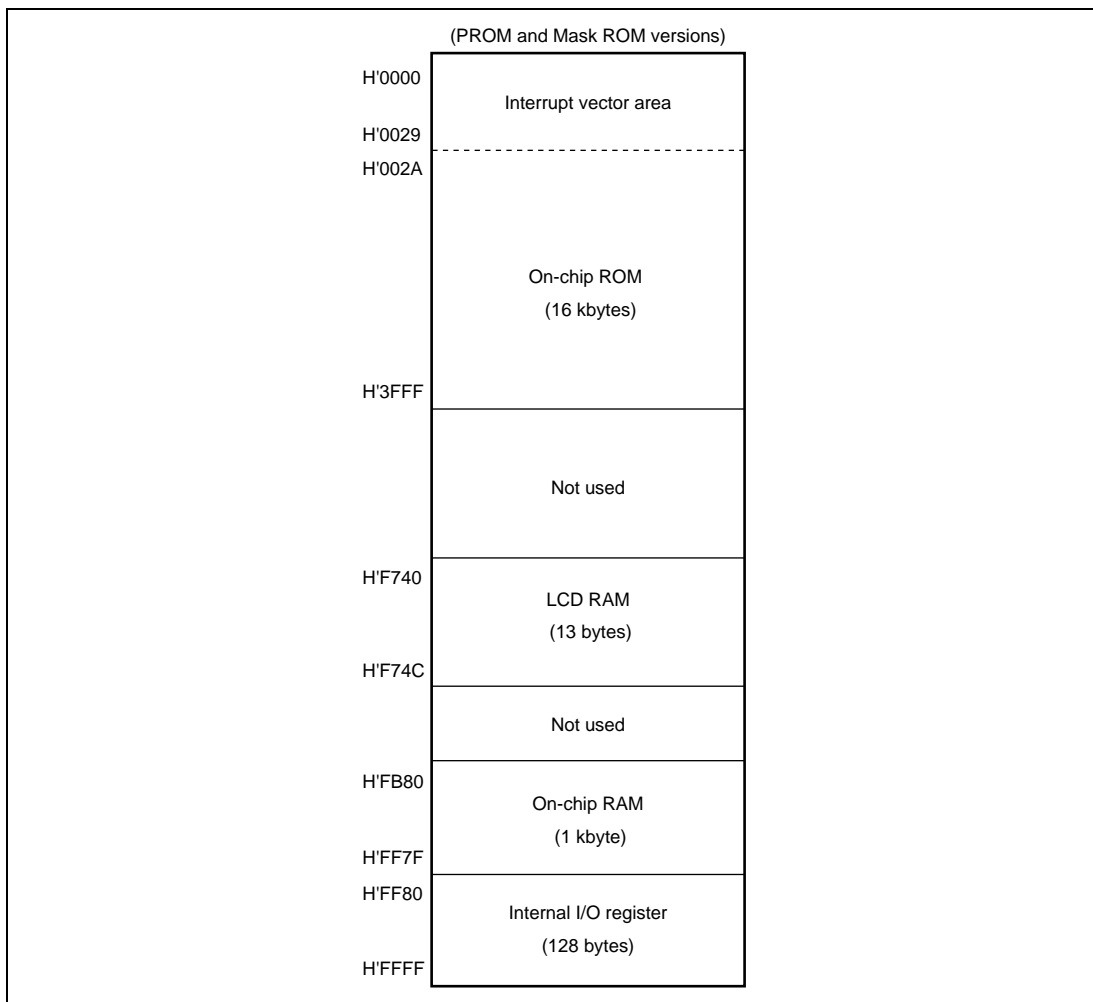 (PROM and Mask ROM versions)
H'0000
Interrupt vector area
H'0029
H'002A
On-chip ROM
(16 kbytes)
H'3FFF
Not used
H'F740
LCD RAM
(13 bytes)
H'F74C
Not used
H'FB80
On-chip RAM
(1 kbyte)
H'FF7F
H'FF80
Internal I/O register
(128 bytes)
H'FFFF